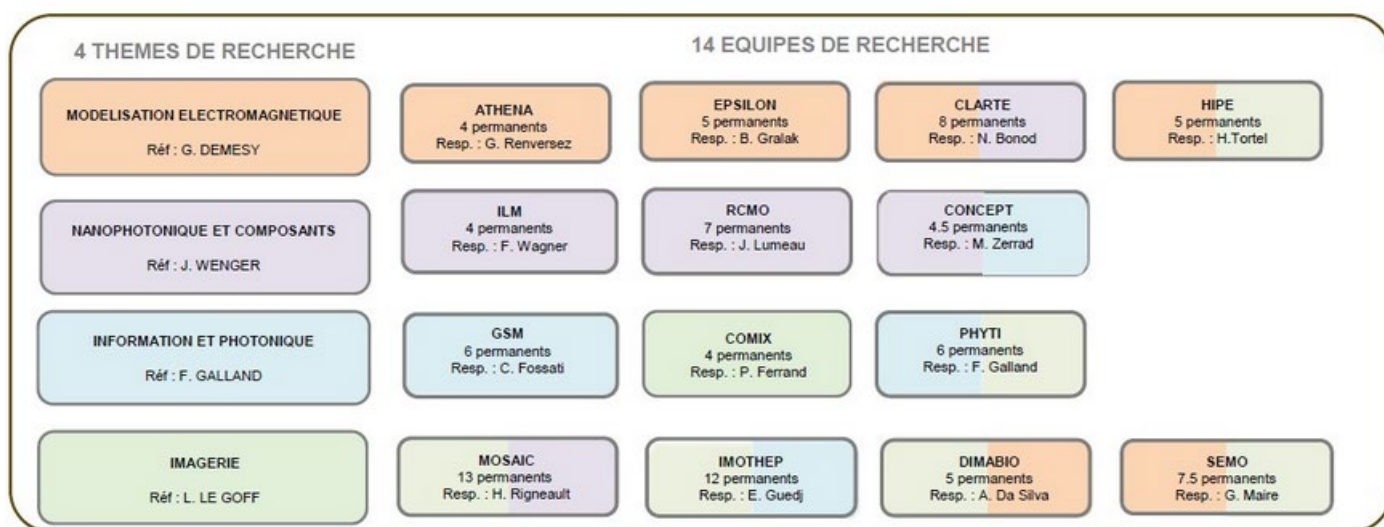 4 THEMES DE RECHERCHE
14 EQUIPES DE RECHERCHE
MODELISATION ELECTROMAGNETIQUE
Réf : G. DEMESY
ATHENA
4 permanents
Resp. : G. Renversez
EPSILON
5 permanents
Resp. : B. Gralak
CLARTE
8 permanents
Resp. : N. Bonod
HIPE
5 permanents
Resp. : H.Tortel
NANOPHOTONIQUE ET COMPOSANTS
Réf : J. WENGER
ILM
4 permanents
Resp. : F. Wagner
RCMO
7 permanents
Resp. : J. Lumeau
CONCEPT
4.5 permanents
Resp. : M. Zerrad
INFORMATION ET PHOTONIQUE
Réf : F. GALLAND
GSM
6 permanents
Resp. : C. Fossati
COMIX
4 permanents
Resp. : P. Ferrand
PHYTI
6 permanents
Resp. : F. Galland
IMAGERIE
Réf : L. LE GOFF
MOSAIC
13 permanents
Resp. : H. Rigneault
IMOTHEP
12 permanents
Resp. : E. Guedj
DIMABIO
5 permanents
Resp. : A. Da Silva
SEMO
7.5 permanents
Resp. : G. Maire